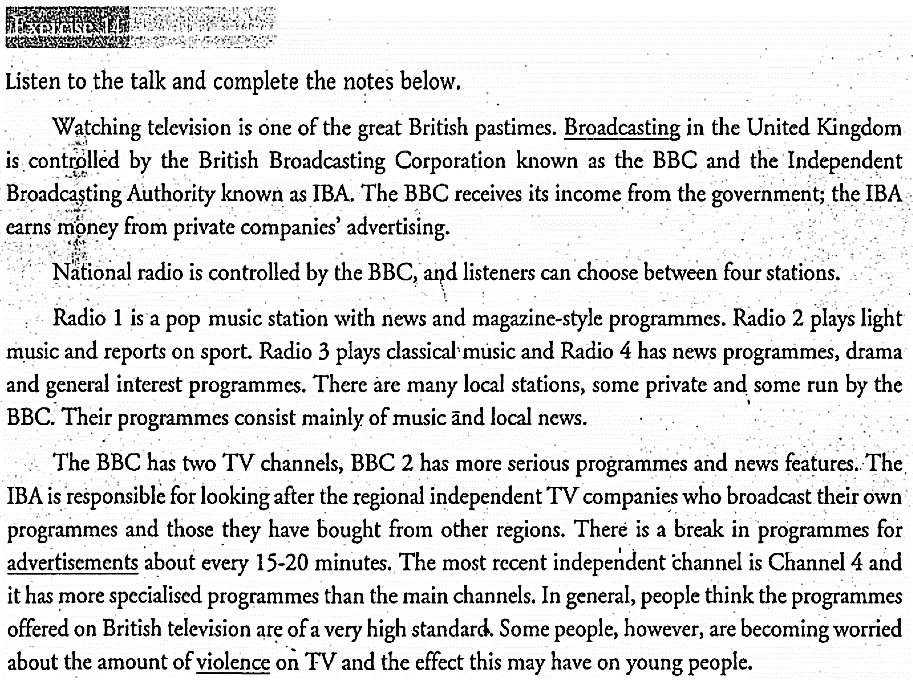 Listen to the talk and complete the notes below.
Watching television is one of the great British pastimes. Broadcasting in the United Kingdom
is controlled by the British Broadcasting Corporation known as the BBC and the Independent
Broadcasting Authority known as IBA. The BBC receives its income from the government; the IBA
earns money from private companies' advertising.
National radio is controlled by the BBC, and listeners can choose between four stations.
Radio 1 is a pop music station with news and magazine-style programmes. Radio 2 plays light
music and reports on sport. Radio 3 plays classical music and Radio 4 has news programmes, drama
and general interest programmes. There are many local stations, some private and some run by the
BBC. Their programmes consist mainly of music and local news.
The BBC has two TV channels, BBC 2 has more serious programmes and news features. The
IBA is responsible for looking after the regional independent TV companies who broadcast their own
programmes and those they have bought from other regions. There is a break in programmes for
advertisements about every 15-20 minutes. The most recent independent channel is Channel 4 and
it has more specialised programmes than the main channels. In general, people think the programmes
offered on British television are of a very high standard. Some people, however, are becoming worried
about the amount of violence on TV and the effect this may have on young people.